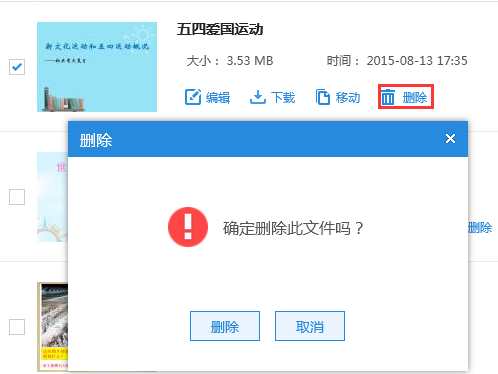 五四爱国运动
新文化运动和五四运动概况
大小： 3.53 MB 时间： 2015-08-13 17:35
编辑 下载 移动 删除
删除
世
删除
确定删除此文件吗？
删除 取消